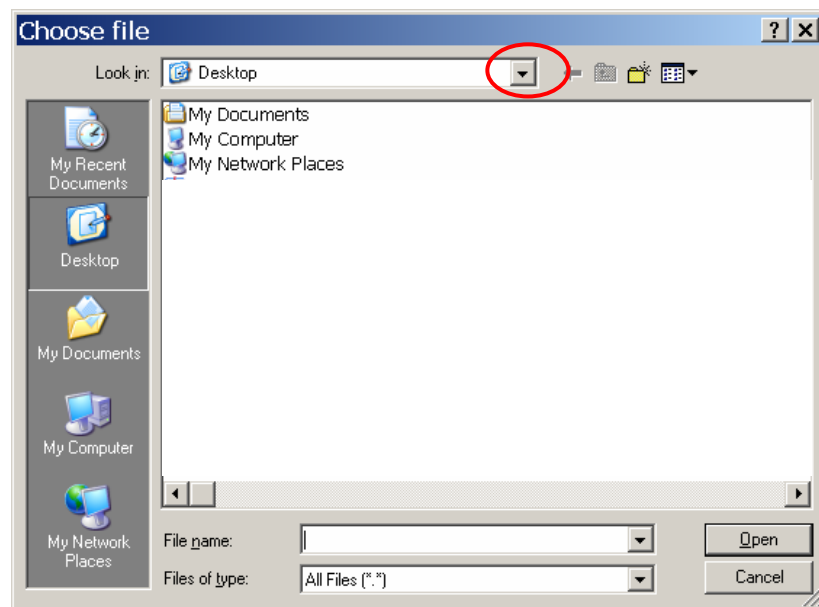 Choose file
Look in:
Desktop
My Documents
My Computer
My Network Places
My Recent
Documents
Desktop
My Documents
My Computer
My Network
Places
File name:
Open
Files of type:
All Files (*.*)
Cancel